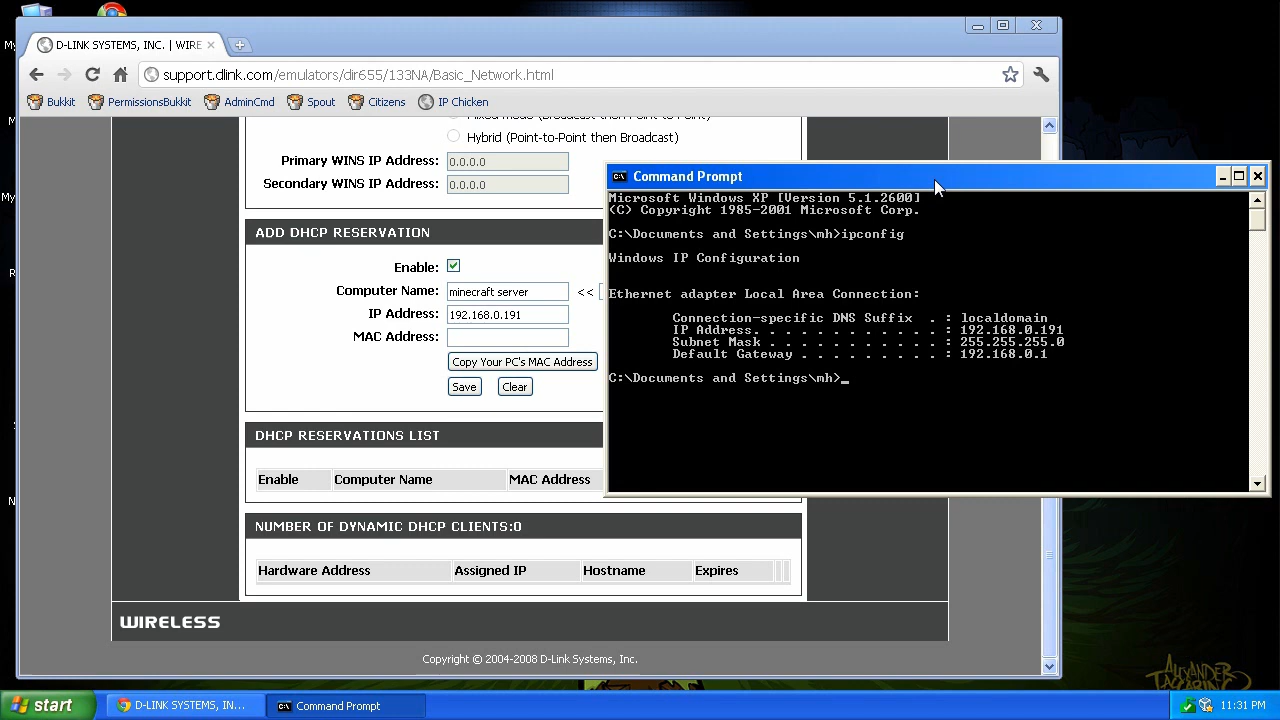 D-LINK SYSTEMS, INC. | WIRE
support.dlink.com/emulators/dir655/133NA/Basic_Network.html
Bukkit
PermissionsBukkit
AdminCmd
Spout
Citizens
IP Chicken
Hybrid (Point-to-Point then Broadcast)
Primary WINS IP Address: 0.0.0.0
Secondary WINS IP Address: 0.0.0.0
ADD DHCP RESERVATION
Enable:
Computer Name: minecraft server <<
IP Address: 192.168.0.191
MAC Address:
Copy Your PC's MAC Address
Save Clear
DHCP RESERVATIONS LIST
Enable Computer Name MAC Address
NUMBER OF DYNAMIC DHCP CLIENTS:0
Hardware Address Assigned IP Hostname Expires
WIRELESS
Copyright © 2004-2008 D-Link Systems, Inc.
Command Prompt
Microsoft Windows XP [Version 5.1.2600]
(C) Copyright 1985-2001 Microsoft Corp.
C:\Documents and Settings\mh>ipconfig
Windows IP Configuration
Ethernet adapter Local Area Connection:
Connection-specific DNS Suffix . : localdomain
IP Address. . . . . . . . . . . . : 192.168.0.191
Subnet Mask . . . . . . . . . . . : 255.255.255.0
Default Gateway . . . . . . . . . : 192.168.0.1
C:\Documents and Settings\mh>_
start
D-LINK SYSTEMS, IN...
Command Prompt
11:31 PM